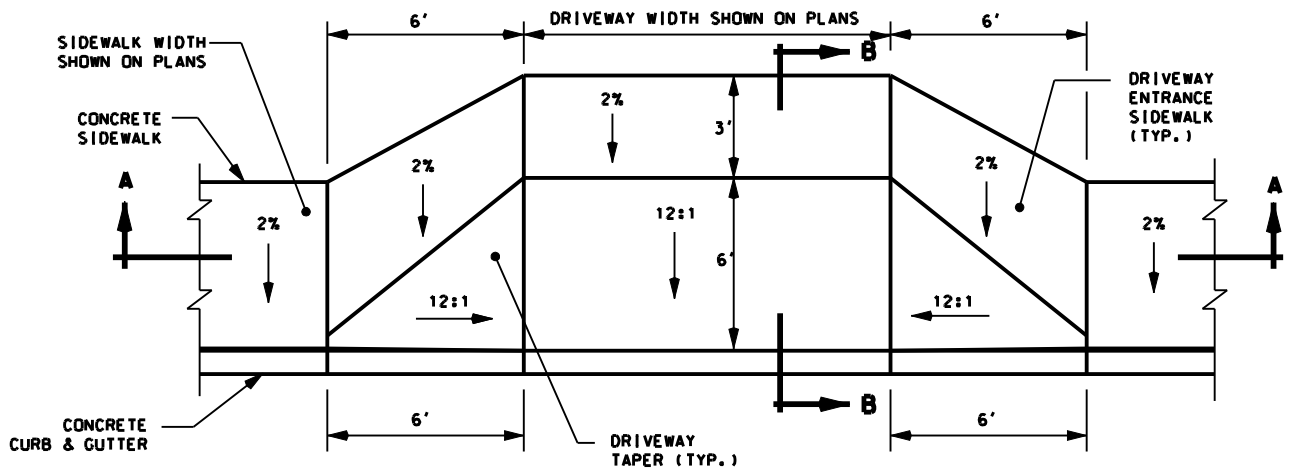 6'
DRIVEWAY WIDTH SHOWN ON PLANS
6'
SIDEWALK WIDTH
SHOWN ON PLANS
B
DRIVEWAY
ENTRANCE
SIDEWALK
(TYP.)
2%
3'
CONCRETE
SIDEWALK
2%
2%
A
A
2%
12:1
2%
6'
12:1
12:1
CONCRETE
CURB & GUTTER
6'
DRIVEWAY
TAPER (TYP.)
B
6'